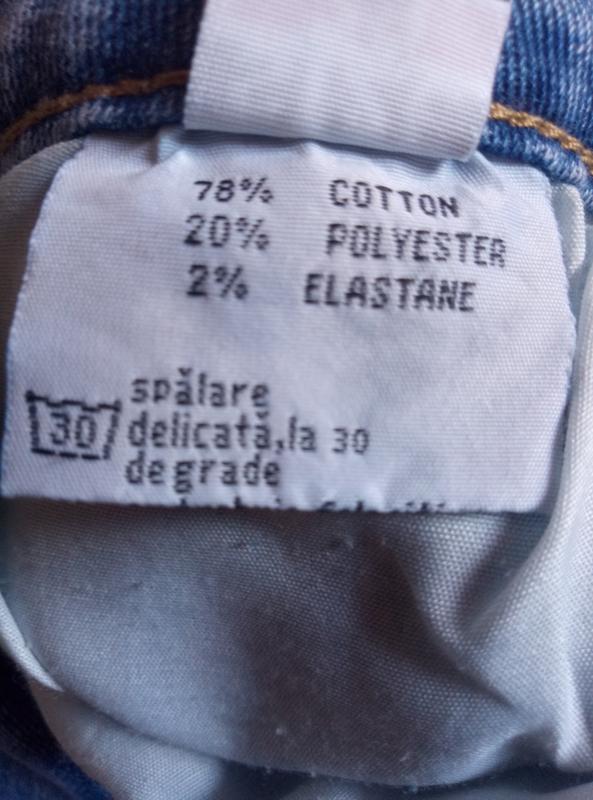 78% COTTON
20% POLYESTER
2% ELASTANE
spălare
30 delicată, la 30
de grade